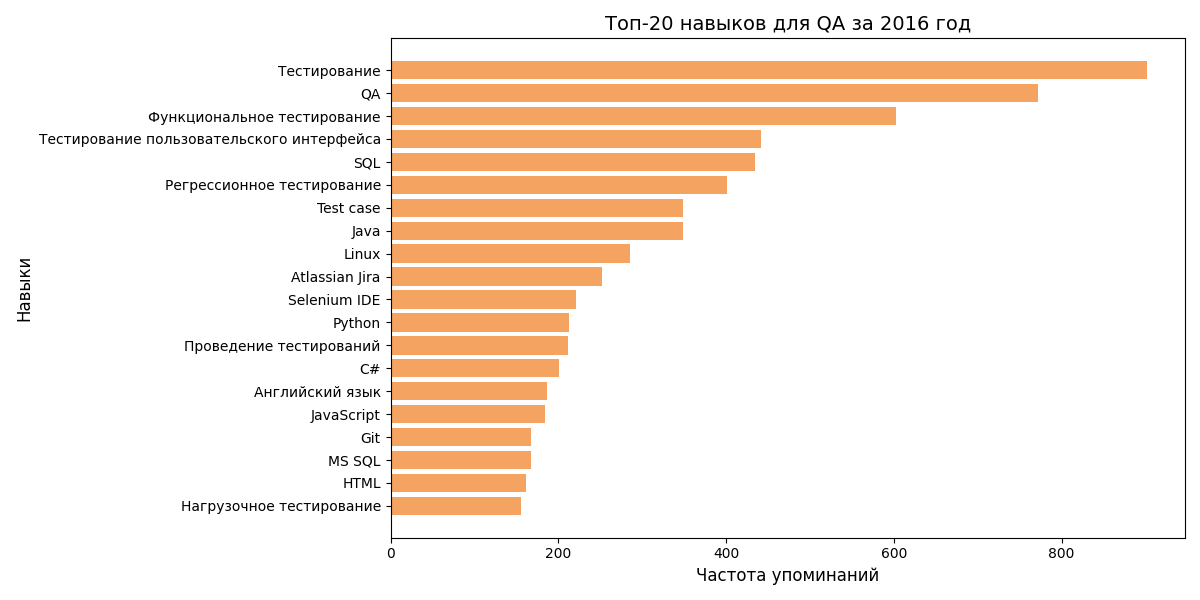 Топ-20 навыков для QA за 2016 год
Навыки
Тестирование
QA
Функциональное тестирование
Тестирование пользовательского интерфейса
SQL
Регрессионное тестирование
Test case
Java
Linux
Atlassian Jira
Selenium IDE
Python
Проведение тестирований
C#
Английский язык
JavaScript
Git
MS SQL
HTML
Нагрузочное тестирование
0 200 400 600 800
Частота упоминаний